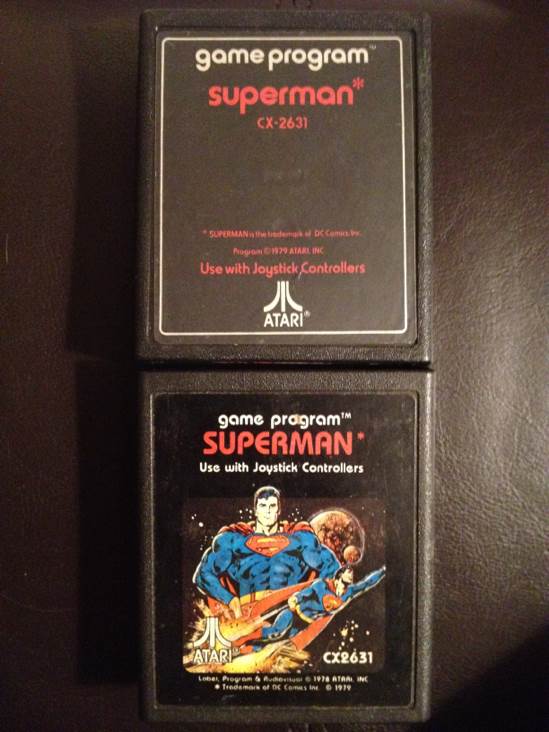 game program™
superman*
CX-2631
* SUPERMAN is the trademark of DC Comics Inc.
Program © 1979 ATARI, INC
Use with Joystick Controllers
ATARI®
game program™
SUPERMAN*
Use with Joystick Controllers
S
S
ATARI®
CX2631
Label, Program & Audiovisual © 1978 ATARI, INC
* Trademark of DC Comics Inc. © 1979